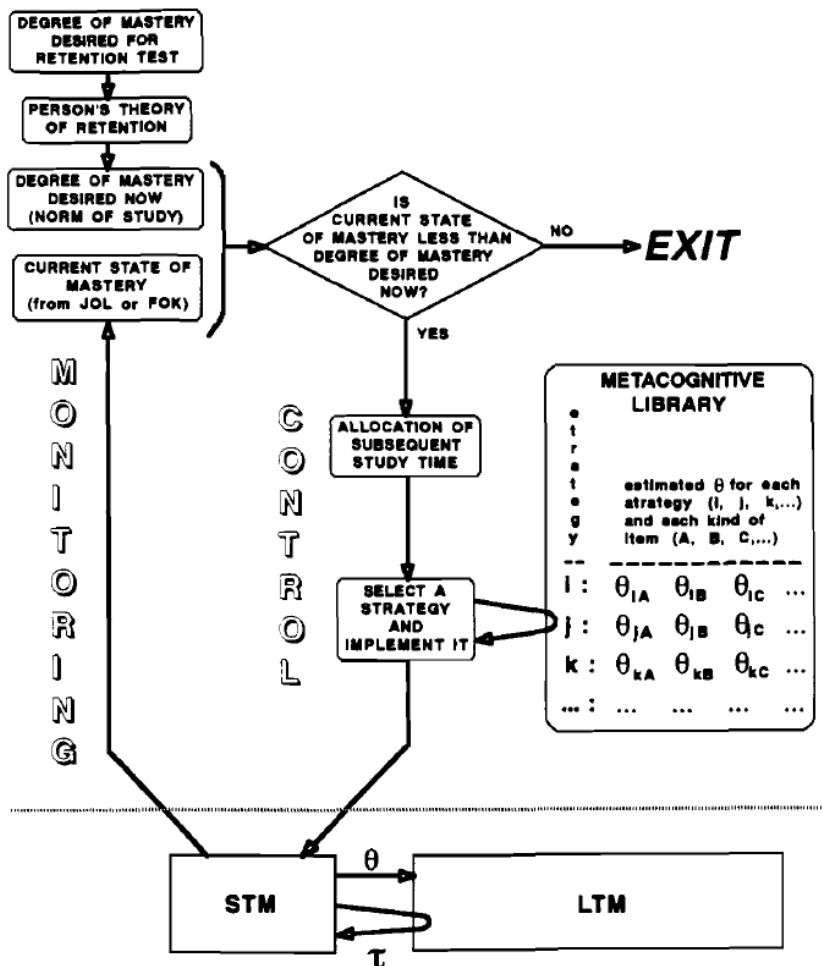 DEGREE OF MASTERY
DESIRED FOR
RETENTION TEST
PERSON'S THEORY
OF RETENTION
DEGREE OF MASTERY
DESIRED NOW
(NORM OF STUDY)
CURRENT STATE OF
MASTERY
(from JOL or FOK)
IS
CURRENT STATE
OF MASTERY LESS THAN
DEGREE OF MASTERY
DESIRED
NOW?
NO
EXIT
YES
MONITORING
CONTROL
ALLOCATION OF
SUBSEQUENT
STUDY TIME
SELECT A
STRATEGY
AND
IMPLEMENT IT
METACOGNITIVE
LIBRARY
strategy
estimated θ for each
strategy (i, j, k,...)
and each kind of
item (A, B, C,...)
i : θiA θiB θiC ...
j : θjA θjB θjC ...
k : θkA θkB θkC ...
... : ... ... ... ...
STM
θ
LTM
τ